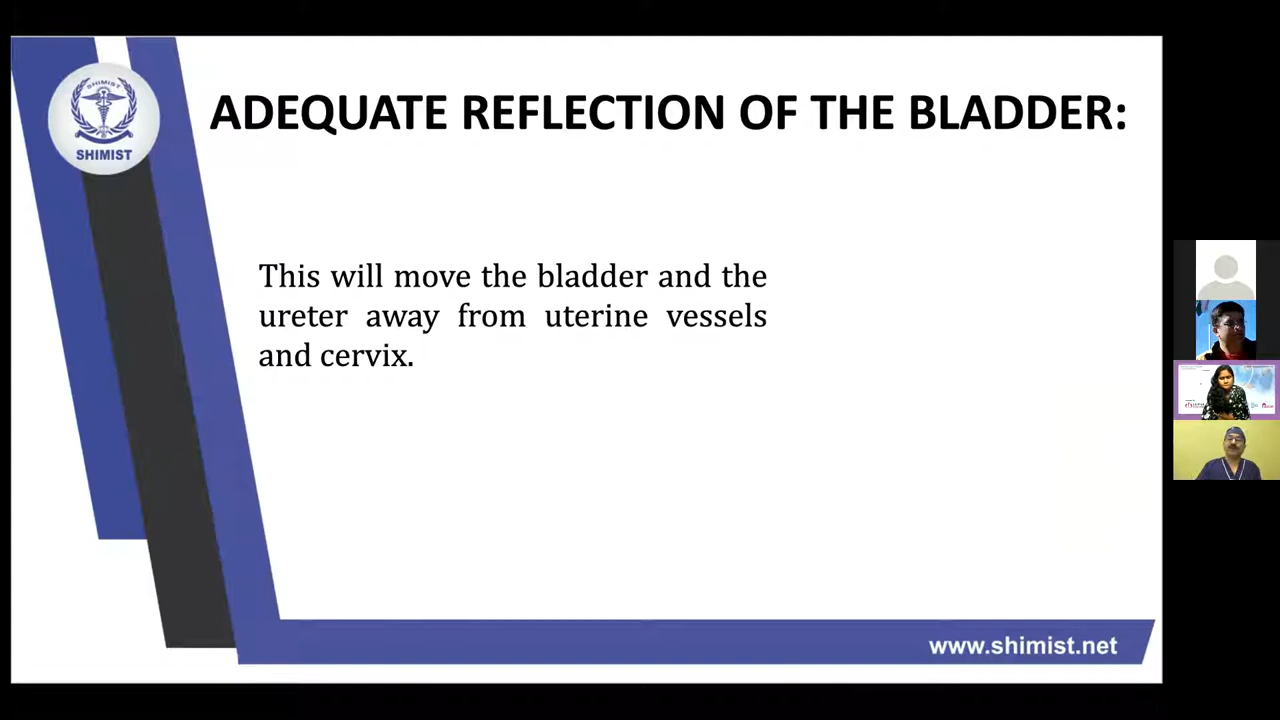 ADEQUATE REFLECTION OF THE BLADDER:
SHIMIST
SHIMIST
This will move the bladder and the
ureter away from uterine vessels
and cervix.
www.shimist.net